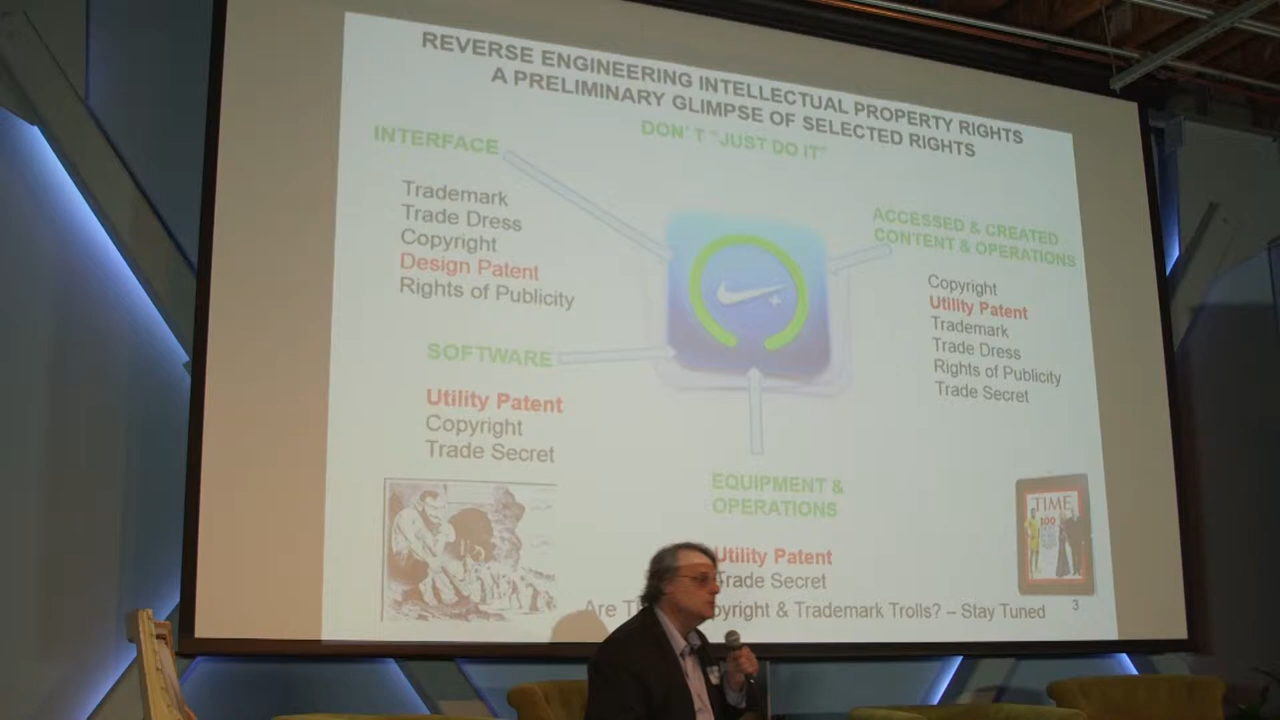 REVERSE ENGINEERING INTELLECTUAL PROPERTY RIGHTS
A PRELIMINARY GLIMPSE OF SELECTED RIGHTS
DON'T "JUST DO IT"
INTERFACE
Trademark
Trade Dress
Copyright
Design Patent
Rights of Publicity
ACCESSED & CREATED
CONTENT & OPERATIONS
Copyright
Utility Patent
Trademark
Trade Dress
Rights of Publicity
Trade Secret
SOFTWARE
Utility Patent
Copyright
Trade Secret
EQUIPMENT &
OPERATIONS
Utility Patent
Trade Secret
TIME
100
Are Th pyright & Trademark Trolls? – Stay Tuned
3